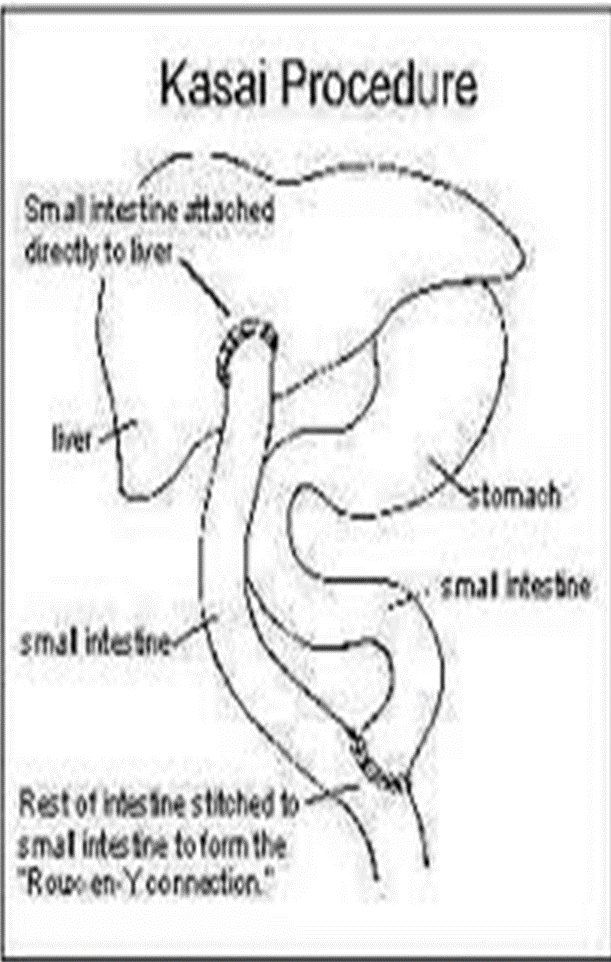 Kasai Procedure
Small intestine attached
directly to liver
liver
stomach
small intestine
small intestine
Rest of intestine stitched to
small intestine to form the
"Roux-en-Y connection."